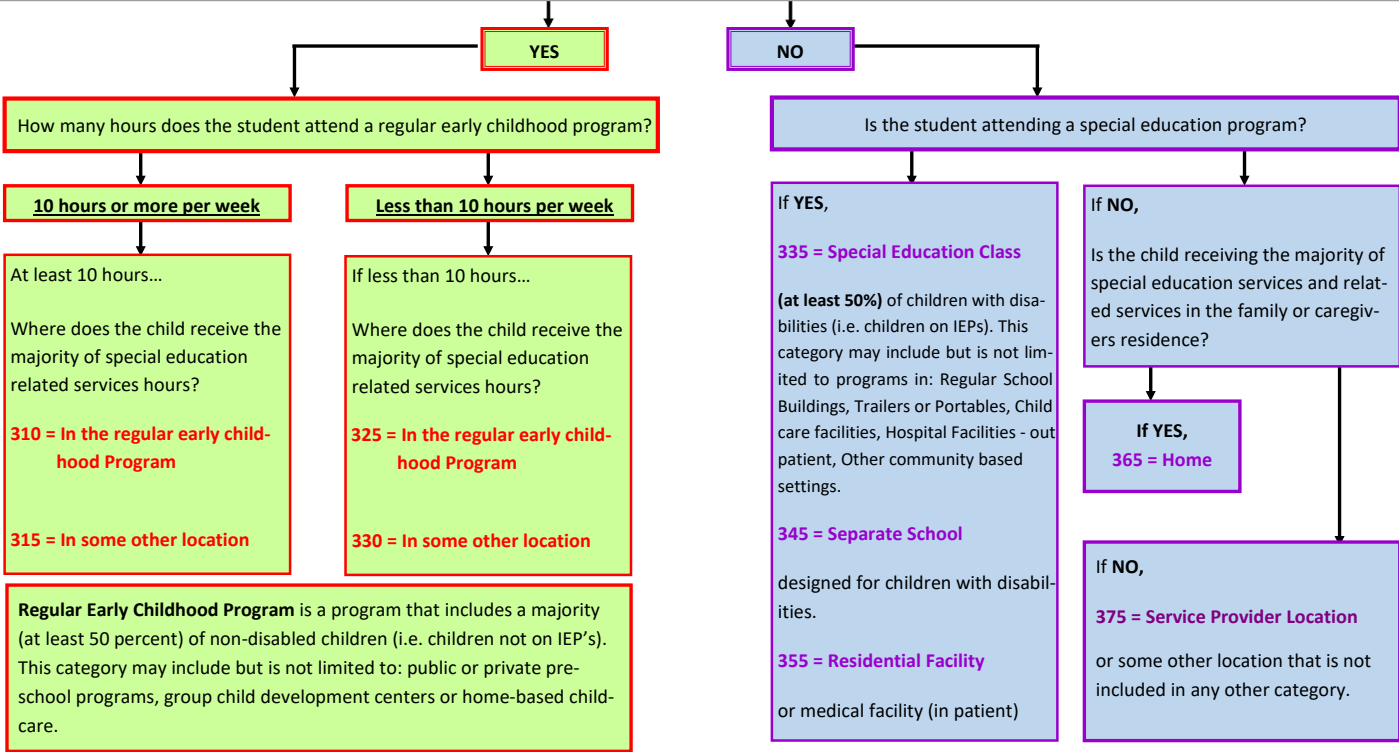 YES
NO
How many hours does the student attend a regular early childhood program?
Is the student attending a special education program?
10 hours or more per week
Less than 10 hours per week
At least 10 hours...
Where does the child receive the
majority of special education
related services hours?
310 = In the regular early child-
hood Program
315 = In some other location
If less than 10 hours...
Where does the child receive the
majority of special education
related services hours?
325 = In the regular early child-
hood Program
330 = In some other location
Regular Early Childhood Program is a program that includes a majority
(at least 50 percent) of non-disabled children (i.e. children not on IEP's).
This category may include but is not limited to: public or private pre-
school programs, group child development centers or home-based child-
care.
If YES,
335 = Special Education Class
(at least 50%) of children with disa-
bilities (i.e. children on IEPs). This
category may include but is not lim-
ited to programs in: Regular School
Buildings, Trailers or Portables, Child
care facilities, Hospital Facilities - out
patient, Other community based
settings.
345 = Separate School
designed for children with disabil-
ities.
355 = Residential Facility
or medical facility (in patient)
If NO,
Is the child receiving the majority of
special education services and relat-
ed services in the family or caregiv-
ers residence?
If YES,
365 = Home
If NO,
375 = Service Provider Location
or some other location that is not
included in any other category.